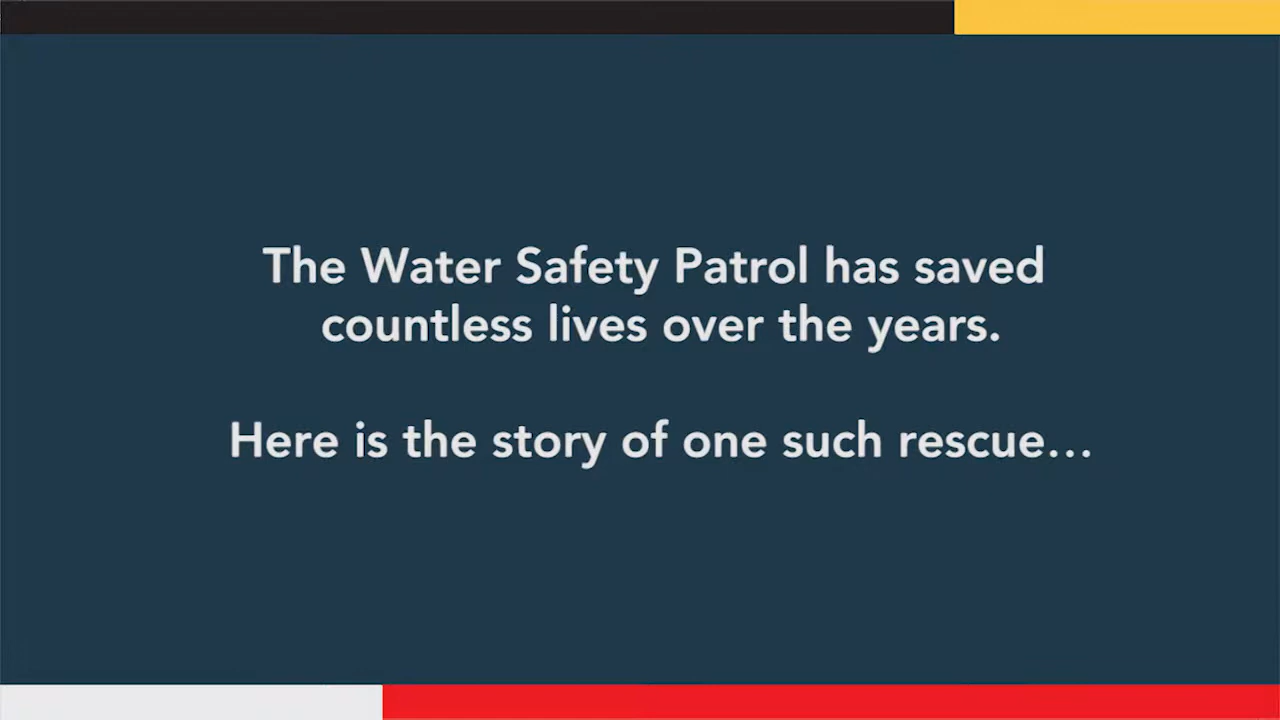 The Water Safety Patrol has saved
countless lives over the years.
Here is the story of one such rescue…